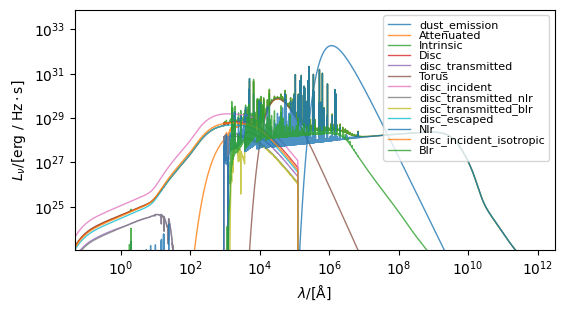 10^33
10^31
10^29
10^27
10^25
L_ν/[erg / Hz · s]
dust_emission
Attenuated
Intrinsic
Disc
disc_transmitted
Torus
disc_incident
disc_transmitted_nlr
disc_transmitted_blr
disc_escaped
Nlr
disc_incident_isotropic
Blr
10^0 10^2 10^4 10^6 10^8 10^10 10^12
λ/[Å]